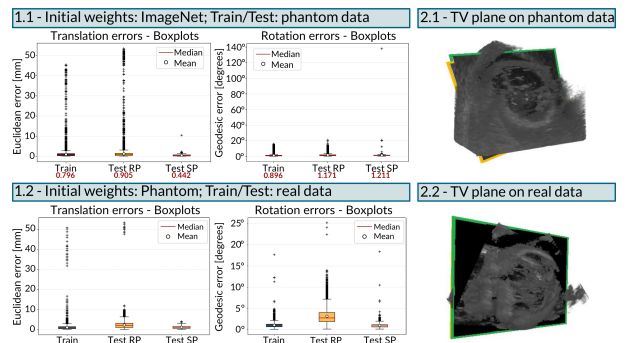 1.1 - Initial weights: ImageNet; Train/Test: phantom data
2.1 - TV plane on phantom data
Translation errors - Boxplots
Rotation errors - Boxplots
Euclidean error [mm]
50
40
30
20
10
0
Median
Mean
Train
Test RP
Test SP
0.796
0.905
0.442
Geodesic error [degrees]
140°
120°
100°
80°
60°
40°
20°
0°
Median
Mean
Train
Test RP
Test SP
0.896
1.171
1.211
1.2 - Initial weights: Phantom; Train/Test: real data
2.2 - TV plane on real data
Translation errors - Boxplots
Rotation errors - Boxplots
Euclidean error [mm]
50
40
30
20
10
0
Median
Mean
Train
Test RP
Test SP
Geodesic error [degrees]
25°
20°
15°
10°
5°
0°
Median
Mean
Train
Test RP
Test SP